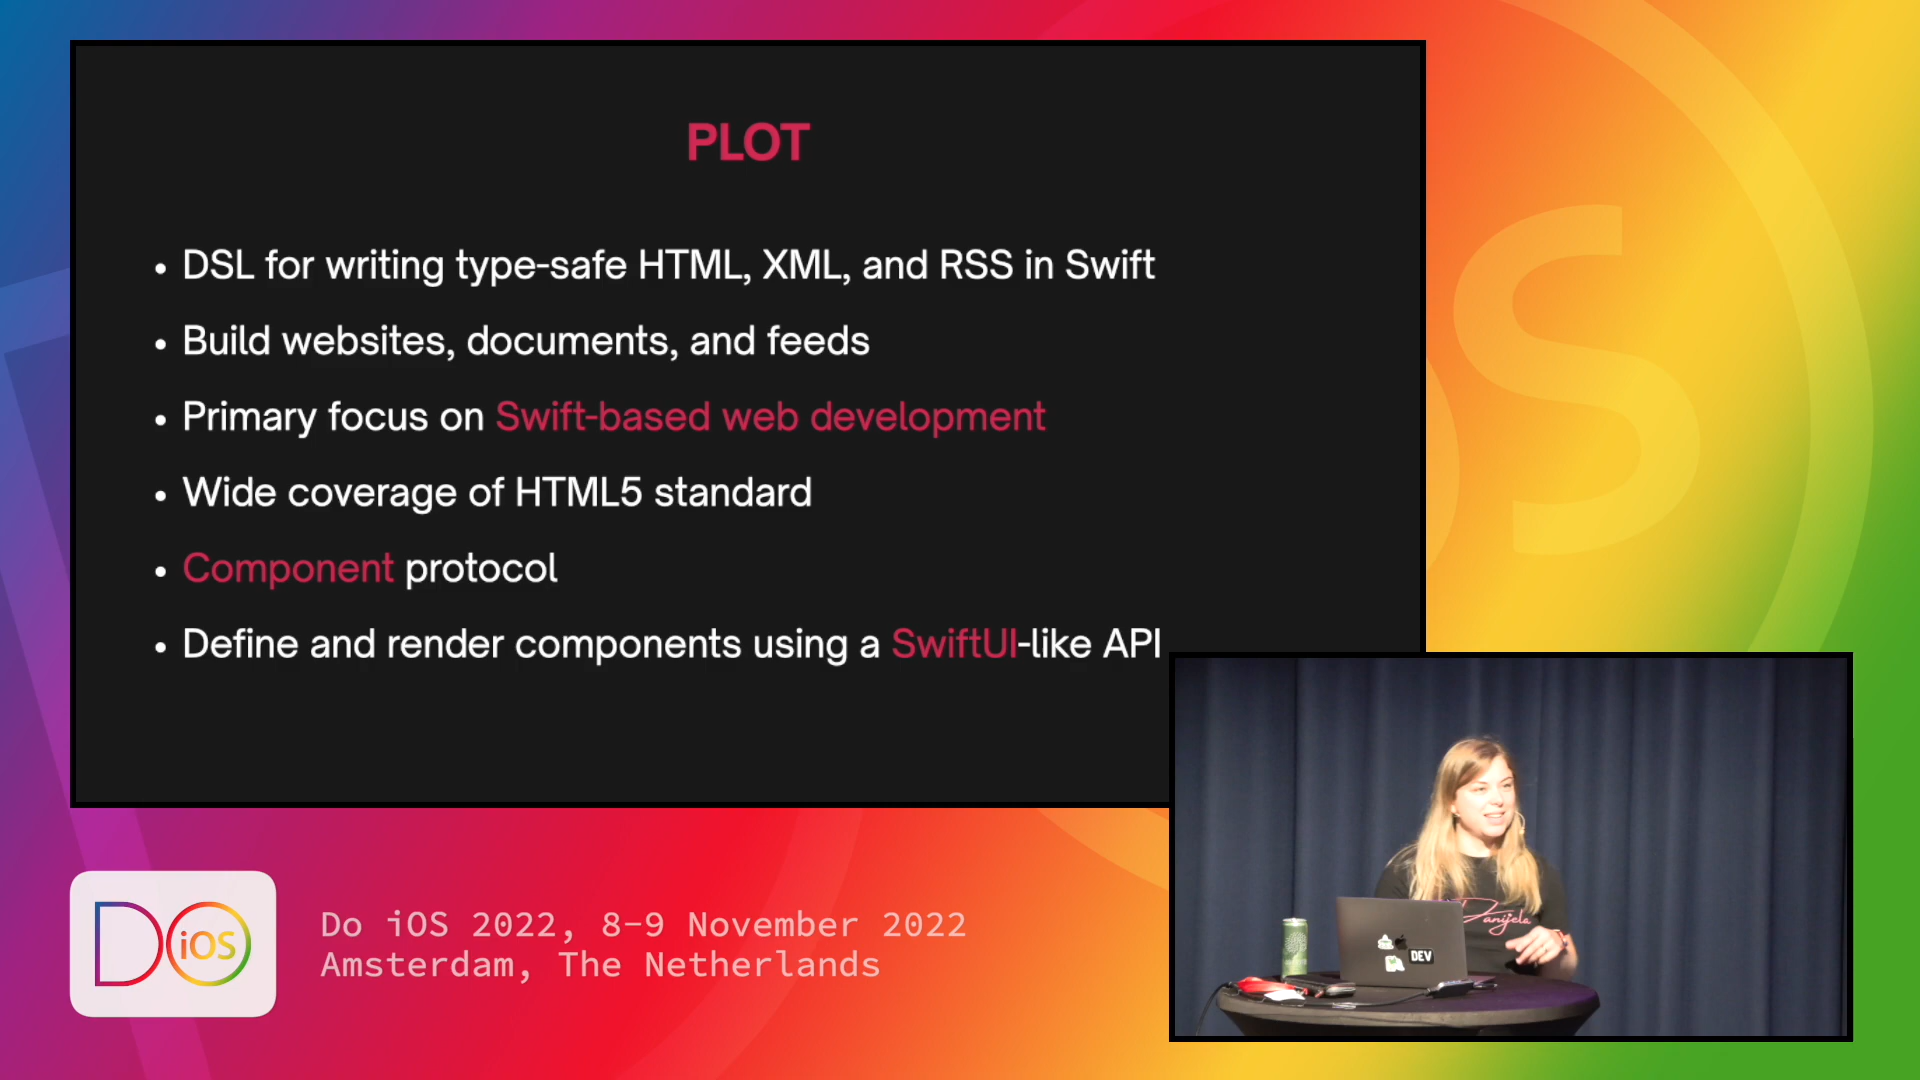 PLOT
DSL for writing type-safe HTML, XML, and RSS in Swift
Build websites, documents, and feeds
Primary focus on Swift-based web development
Wide coverage of HTML5 standard
Component protocol
Define and render components using a SwiftUI-like API
Danijela
DEV
DO iOS
Do iOS 2022, 8-9 November 2022
Amsterdam, The Netherlands